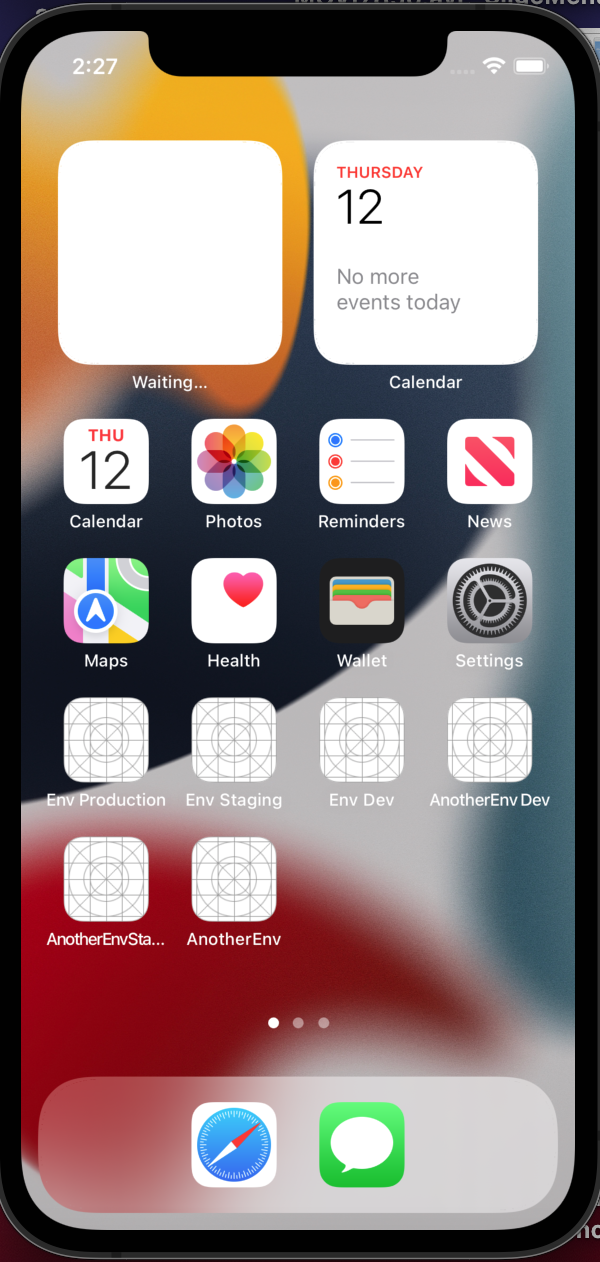 2:27
THURSDAY
12
No more
events today
Waiting...
Calendar
THU
12
Calendar
Photos
Reminders
News
Maps
Health
Wallet
Settings
Env Production
Env Staging
Env Dev
AnotherEnv Dev
AnotherEnvSta...
AnotherEnv